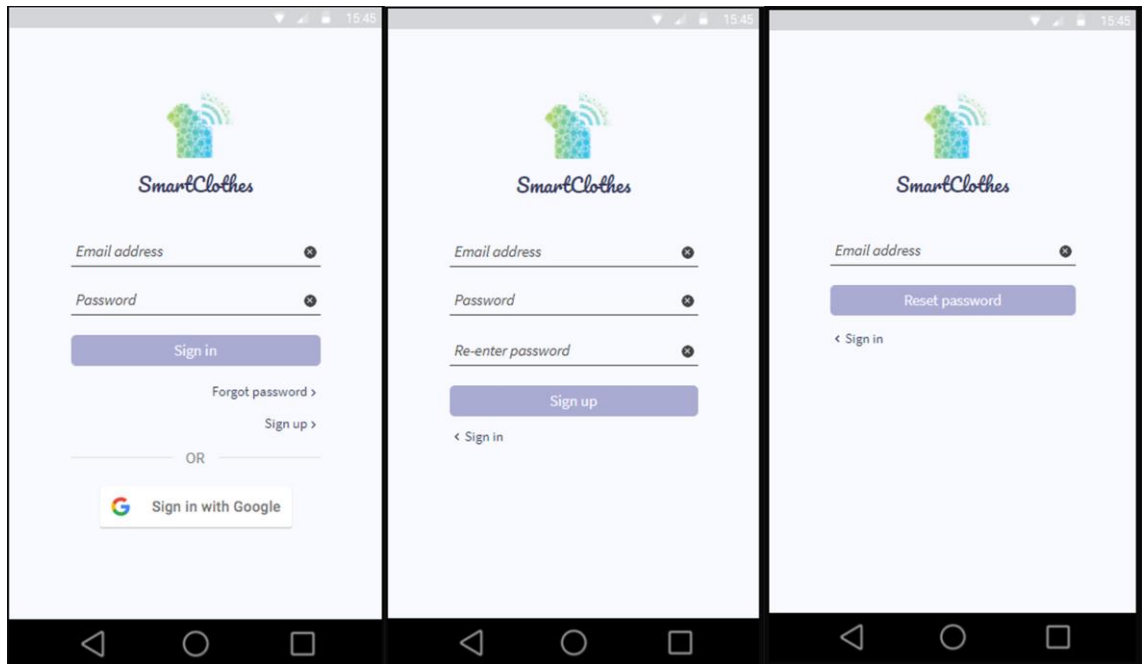 15:45
SmartClothes
Email address
Password
Sign in
Forgot password >
Sign up >
OR
Sign in with Google
15:45
SmartClothes
Email address
Password
Re-enter password
Sign up
< Sign in
15:45
SmartClothes
Email address
Reset password
< Sign in